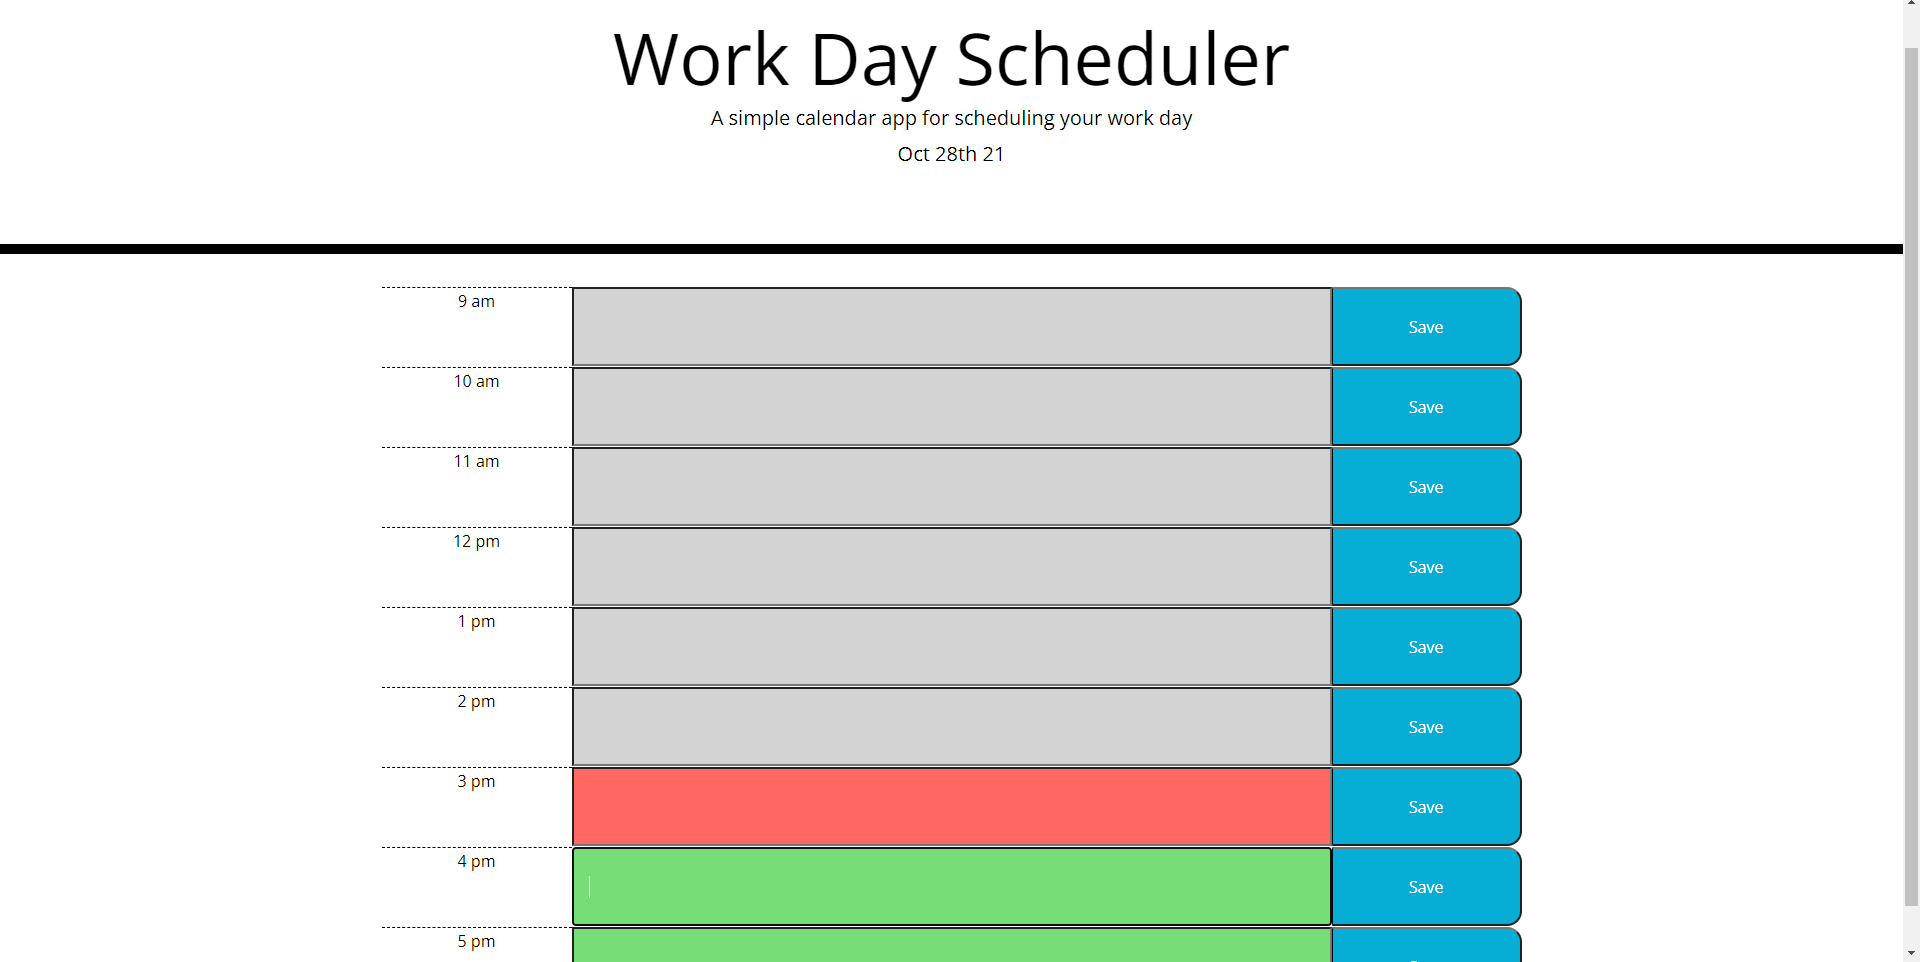 Work Day Scheduler
A simple calendar app for scheduling your work day
Oct 28th 21
9 am
Save
10 am
Save
11 am
Save
12 pm
Save
1 pm
Save
2 pm
Save
3 pm
Save
4 pm
Save
5 pm